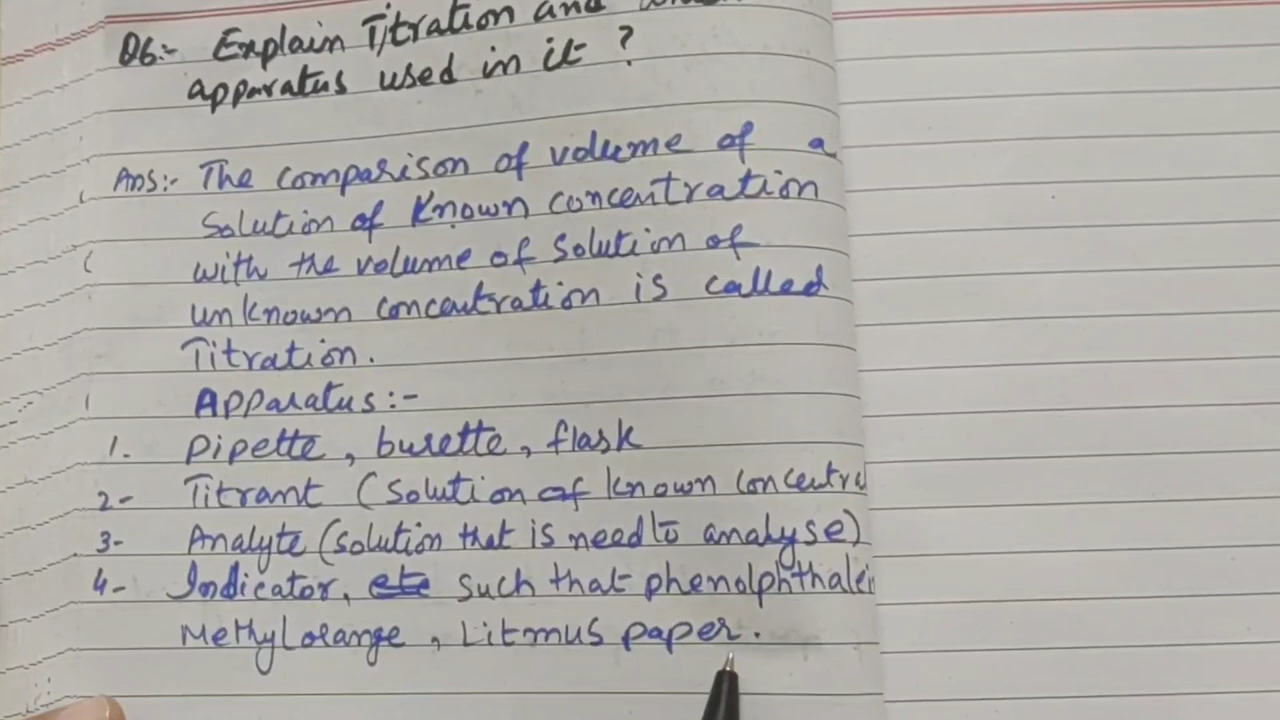 Q6:- Explain Titration and
apparatus used in it ?
Ans:- The comparison of volume of a
Solution of Known concentration
with the volume of solution of
unknown concentration is called
Titration.
Apparatus:-
1. Pipette, burette, flask
2- Titrant (Solution of known concentra
3- Analyte (solution that is need to analyse)
4- Indicator, etc such that phenolphthalein
Methyl orange, Litmus paper.